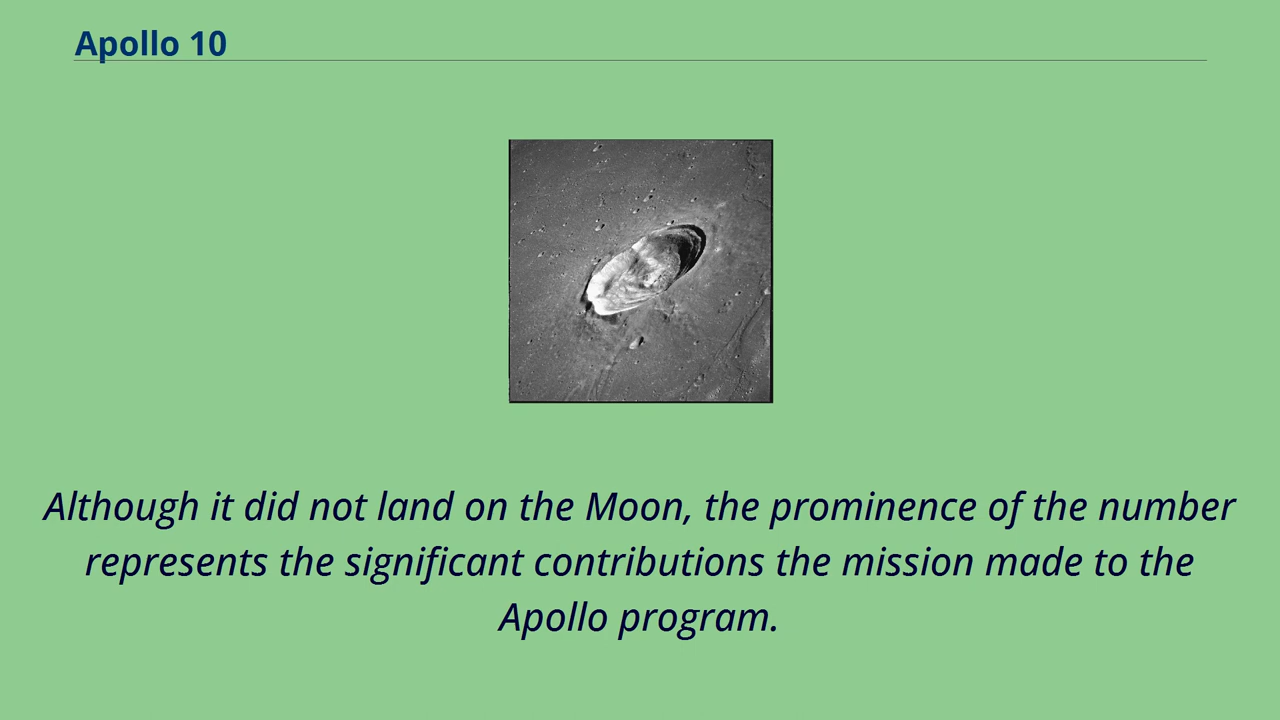 Apollo 10
Although it did not land on the Moon, the prominence of the number
represents the significant contributions the mission made to the
Apollo program.